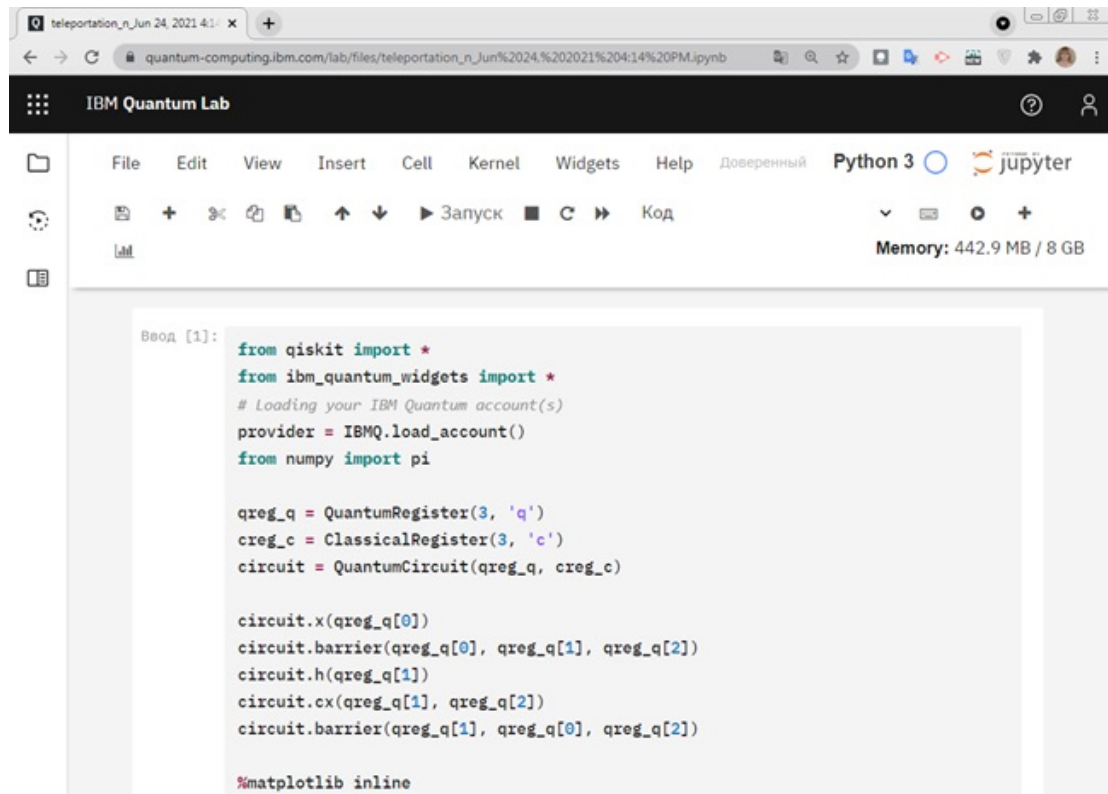 teleportation_n_Jun 24, 2021 4:14
quantum-computing.ibm.com/lab/files/teleportation_n_Jun%2024,%202021%204:14%20PM.ipynb
IBM Quantum Lab
File Edit View Insert Cell Kernel Widgets Help Доверенный Python 3 jupyter
Запуск Код
Memory: 442.9 MB / 8 GB
Ввод [1]:
from qiskit import *
from ibm_quantum_widgets import *
# Loading your IBM Quantum account(s)
provider = IBMQ.load_account()
from numpy import pi
qreg_q = QuantumRegister(3, 'q')
creg_c = ClassicalRegister(3, 'c')
circuit = QuantumCircuit(qreg_q, creg_c)
circuit.x(qreg_q[0])
circuit.barrier(qreg_q[0], qreg_q[1], qreg_q[2])
circuit.h(qreg_q[1])
circuit.cx(qreg_q[1], qreg_q[2])
circuit.barrier(qreg_q[1], qreg_q[0], qreg_q[2])
%matplotlib inline